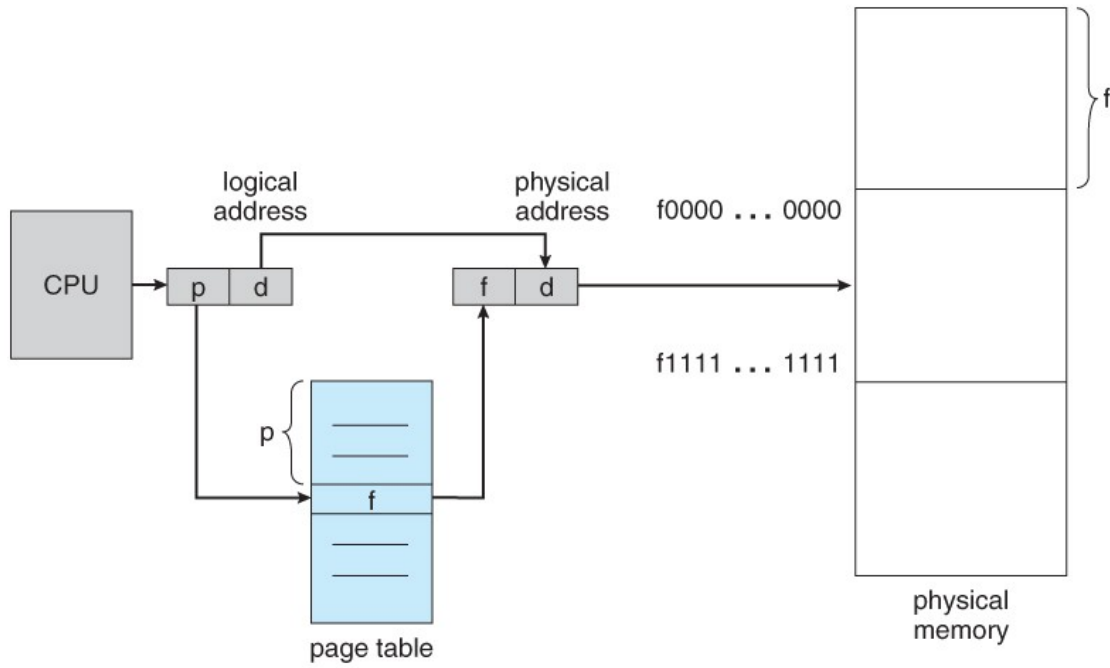 f
logical
address
physical
address
f0000 ... 0000
CPU
p
d
f
d
f1111 ... 1111
p
f
page table
physical
memory